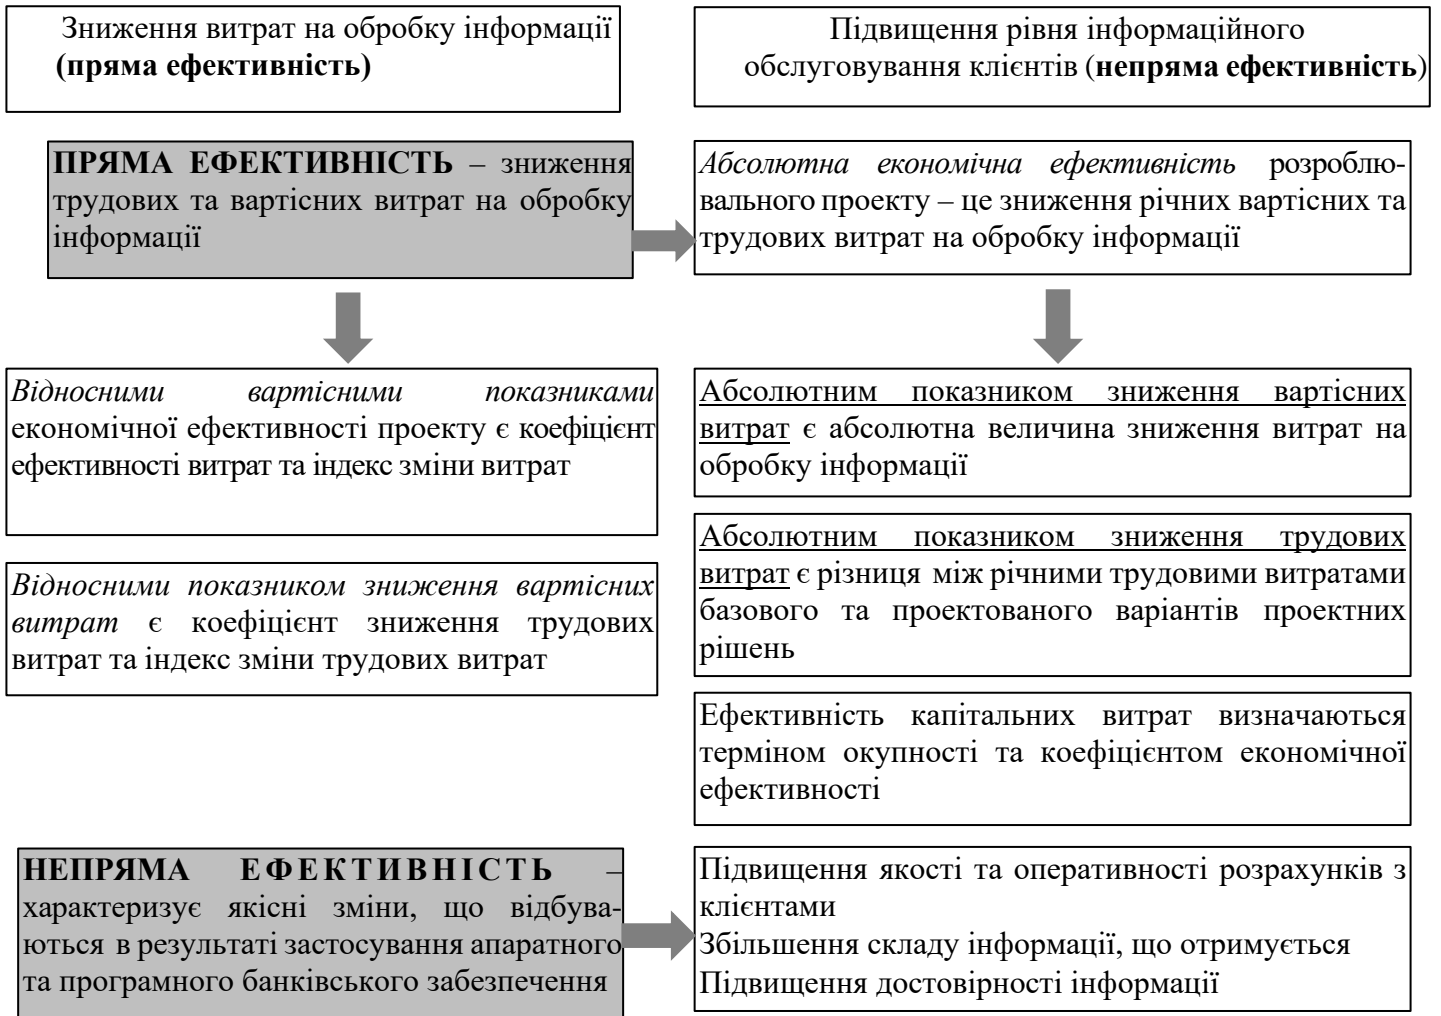 Зниження витрат на обробку інформації
(пряма ефективність)
Підвищення рівня інформаційного
обслуговування клієнтів (непряма ефективність)
ПРЯМА ЕФЕКТИВНІСТЬ – зниження
трудових та вартісних витрат на обробку
інформації
Абсолютна економічна ефективність розроблю-
вального проекту – це зниження річних вартісних та
трудових витрат на обробку інформації
Відносними вартісними показниками
економічної ефективності проекту є коефіцієнт
ефективності витрат та індекс зміни витрат
Відносними показником зниження вартісних
витрат є коефіцієнт зниження трудових
витрат та індекс зміни трудових витрат
Абсолютним показником зниження вартісних
витрат є абсолютна величина зниження витрат на
обробку інформації
Абсолютним показником зниження трудових
витрат є різниця між річними трудовими витратами
базового та проектованого варіантів проектних
рішень
Ефективність капітальних витрат визначаються
терміном окупності та коефіцієнтом економічної
ефективності
НЕПРЯМА ЕФЕКТИВНІСТЬ –
характеризує якісні зміни, що відбува-
ються в результаті застосування апаратного
та програмного банківського забезпечення
Підвищення якості та оперативності розрахунків з
клієнтами
Збільшення складу інформації, що отримується
Підвищення достовірності інформації